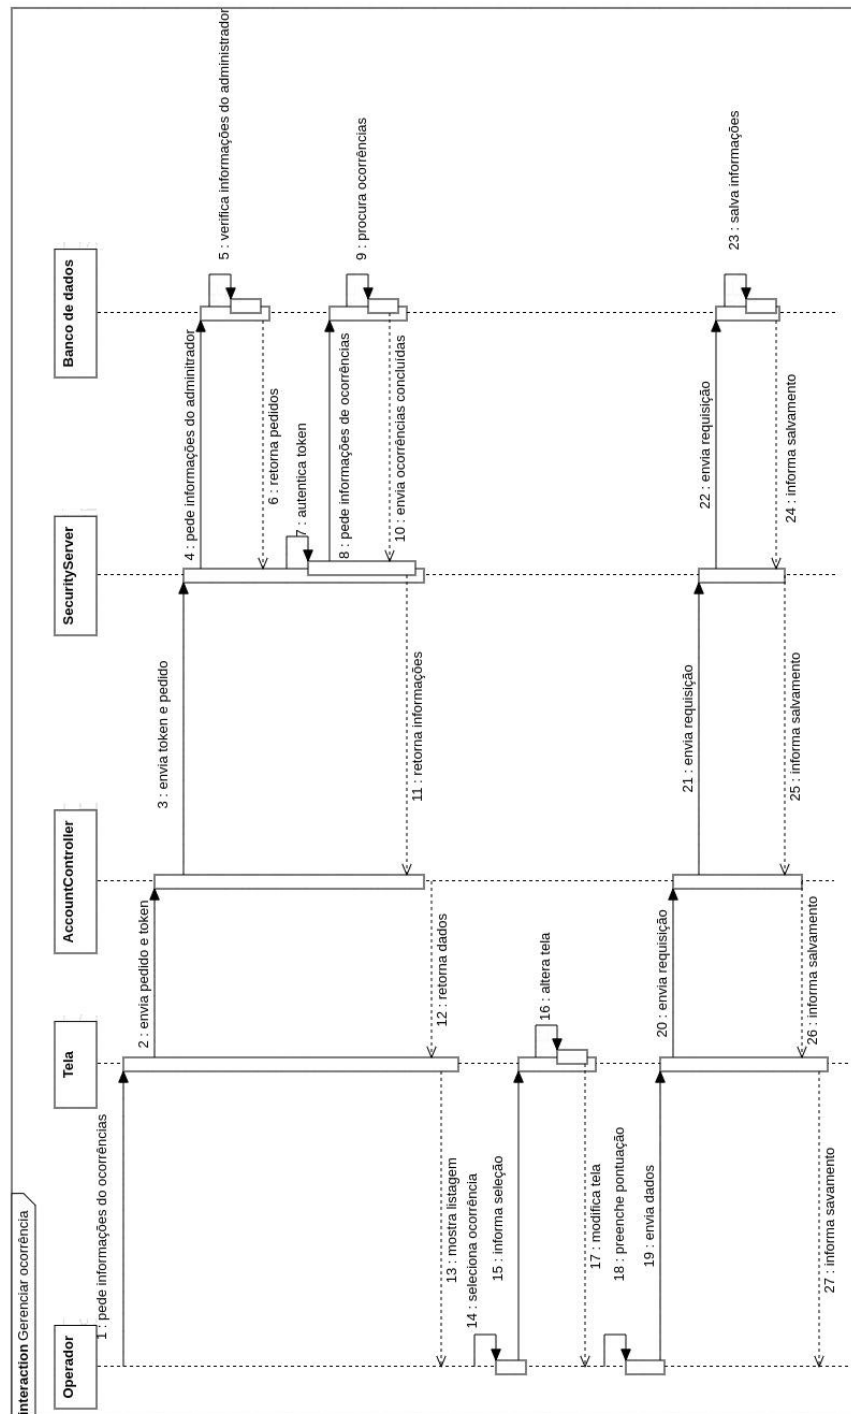 interaction Gerenciar ocorrência
Operador
Tela
AccountController
SecurityServer
Banco de dados
1 : pede informações do ocorrências
2 : envia pedido e token
3 : envia token e pedido
4 : pede informações do adminitrador
5 : verifica informações do administrador
6 : retorna pedidos
7 : autentica token
8 : pede informações de ocorrências
9 : procura ocorrências
10 : envia ocorrências concluídas
11 : retorna informações
12 : retorna dados
13 : mostra listagem
14 : seleciona ocorrência
15 : informa seleção
16 : altera tela
17 : modifica tela
18 : preenche pontuação
19 : envia dados
20 : envia requisição
21 : envia requisição
22 : envia requisição
23 : salva informações
24 : informa salvamento
25 : informa salvamento
26 : informa salvamento
27 : informa savamento